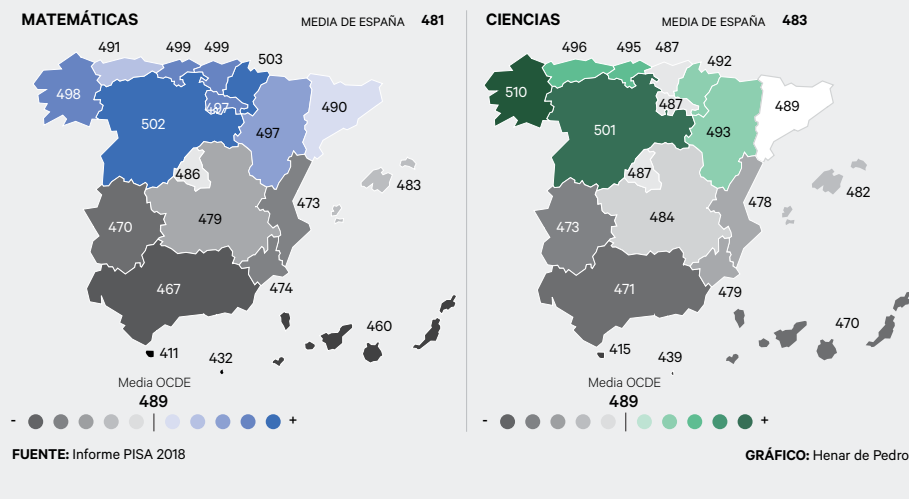 MATEMÁTICAS
MEDIA DE ESPAÑA 481
491 499 499 503
498 502 497 497 490
486 483
470 479 473
467 474
460
411 432
Media OCDE
489
- +
CIENCIAS
MEDIA DE ESPAÑA 483
496 495 487 492
510 501 487 493 489
487 482
473 484 478
471 479
470
415 439
Media OCDE
489
- +
FUENTE: Informe PISA 2018
GRÁFICO: Henar de Pedro